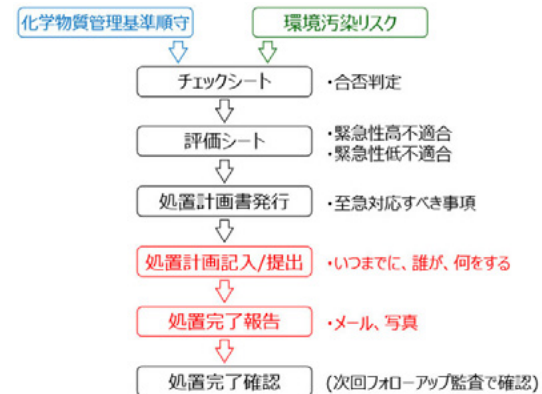 化学物質管理基準順守
環境汚染リスク
チェックシート
・合否判定
評価シート
・緊急性高不適合
・緊急性低不適合
処置計画書発行
・至急対応すべき事項
処置計画記入/提出
・いつまでに、誰が、何をする
処置完了報告
・メール、写真
処置完了確認
(次回フォローアップ監査で確認)